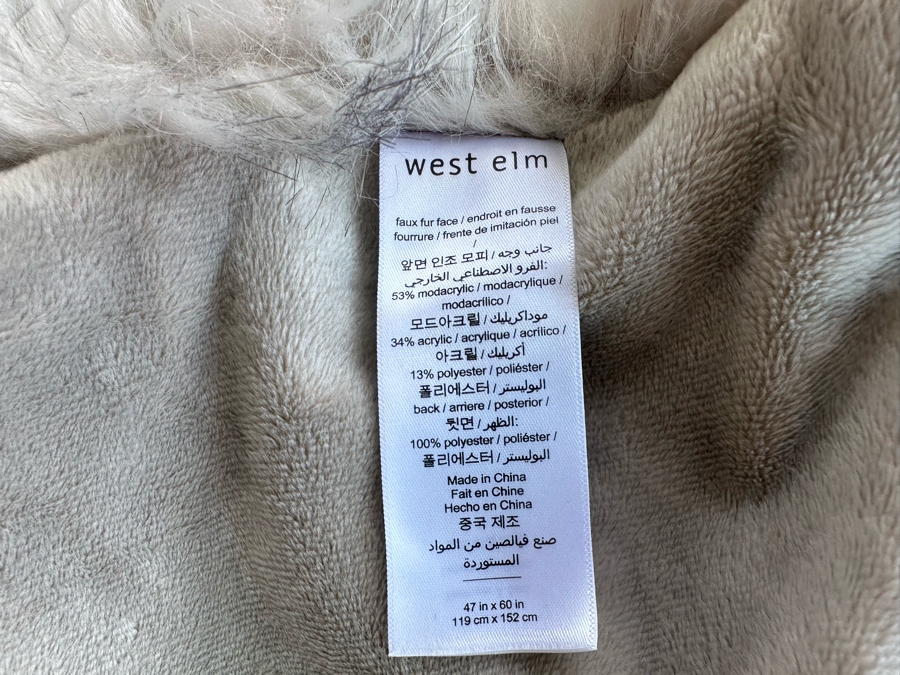 west elm
faux fur face / endroit en fausse
fourrure / frente de imitación piel
/
앞면 인조 모피 / جانب وجه
الفرو الاصطناعي الخارجي:
53% modacrylic / modacrylique /
modacrílico /
모드아크릴 / موداكريليك
34% acrylic / acrylique / acrílico /
아크릴 / أكريليك
13% polyester / poliéster /
폴리에스터 / البوليستر
back / arriere / posterior /
뒷면 / الظهر:
100% polyester / poliéster /
폴리에스터 / البوليستر
Made in China
Fait en Chine
Hecho en China
중국 제조
صنع فيالصين من المواد
المستوردة
47 in x 60 in
119 cm x 152 cm